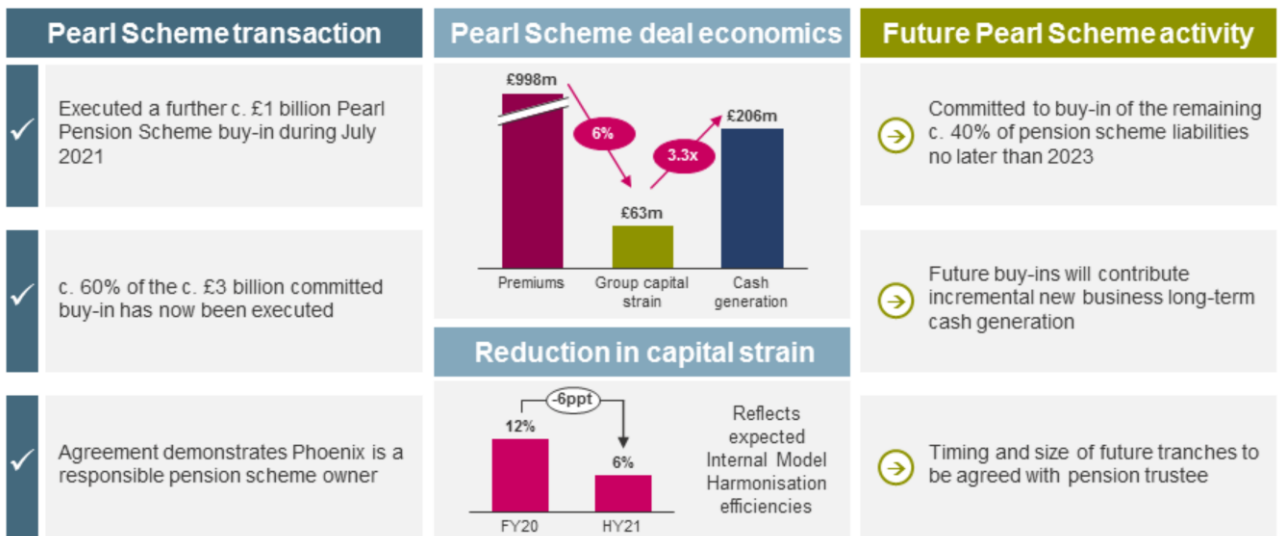 Pearl Scheme transaction
Executed a further c. £1 billion Pearl
Pension Scheme buy-in during July
2021
c. 60% of the c. £3 billion committed
buy-in has now been executed
Agreement demonstrates Phoenix is a
responsible pension scheme owner
Pearl Scheme deal economics
£998m
6%
£63m
3.3x
£206m
Premiums
Group capital
strain
Cash
generation
Reduction in capital strain
-6ppt
12%
6%
FY20
HY21
Reflects
expected
Internal Model
Harmonisation
efficiencies
Future Pearl Scheme activity
Committed to buy-in of the remaining
c. 40% of pension scheme liabilities
no later than 2023
Future buy-ins will contribute
incremental new business long-term
cash generation
Timing and size of future tranches to
be agreed with pension trustee